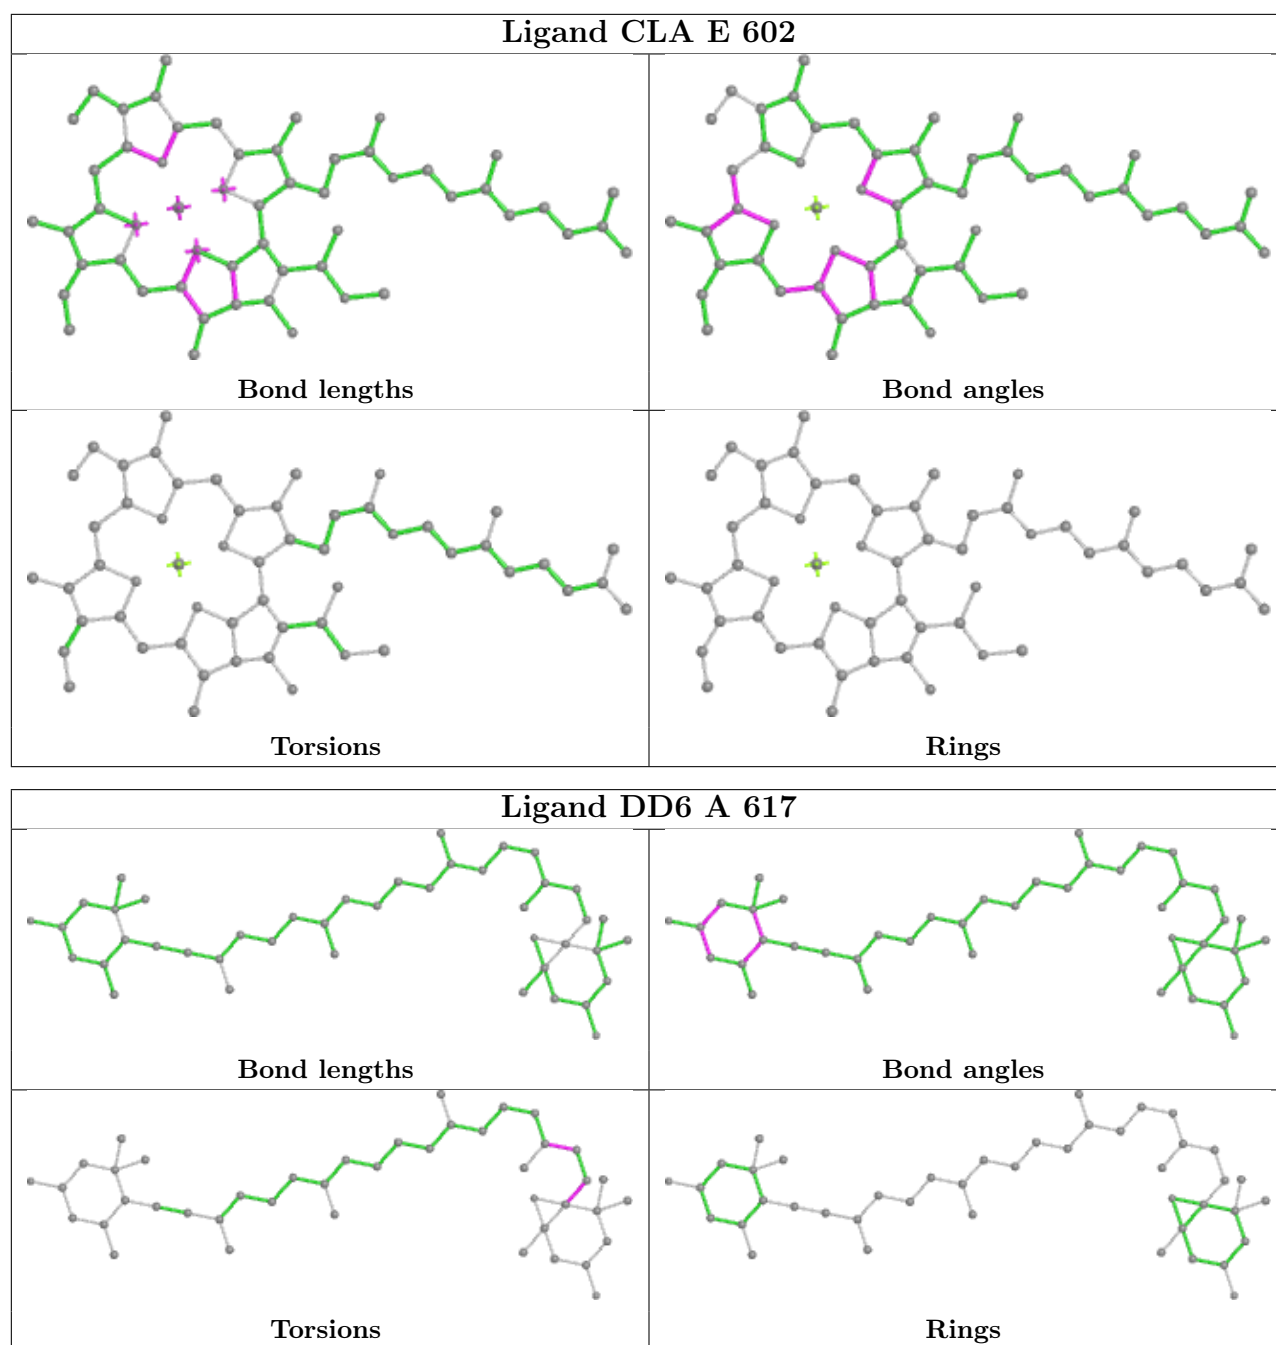 Ligand CLA E 602
Bond lengths
Bond angles
Torsions
Rings
Ligand DD6 A 617
Bond lengths
Bond angles
Torsions
Rings